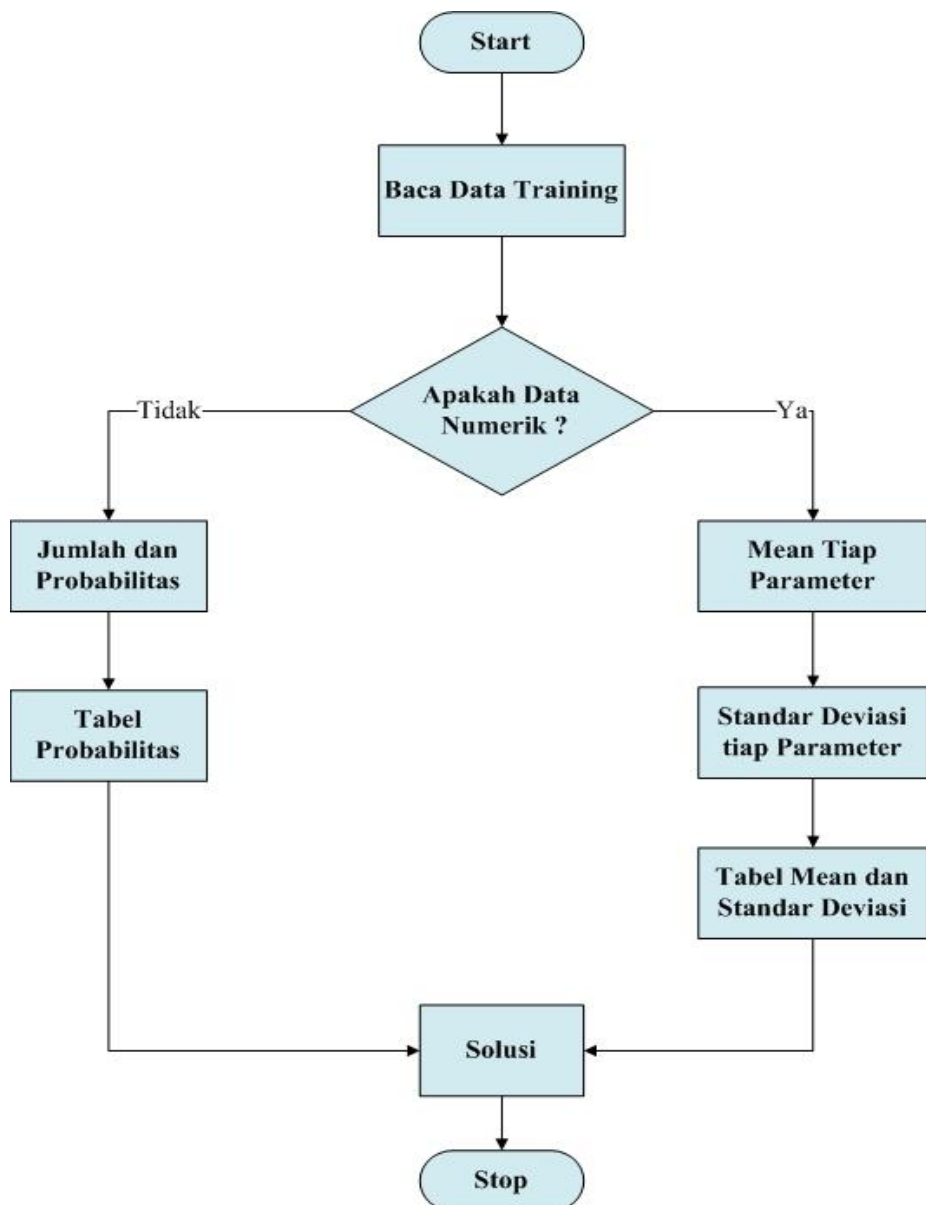 Start
Baca Data Training
Apakah Data
Numerik ?
Tidak
Ya
Jumlah dan
Probabilitas
Mean Tiap
Parameter
Tabel
Probabilitas
Standar Deviasi
tiap Parameter
Tabel Mean dan
Standar Deviasi
Solusi
Stop